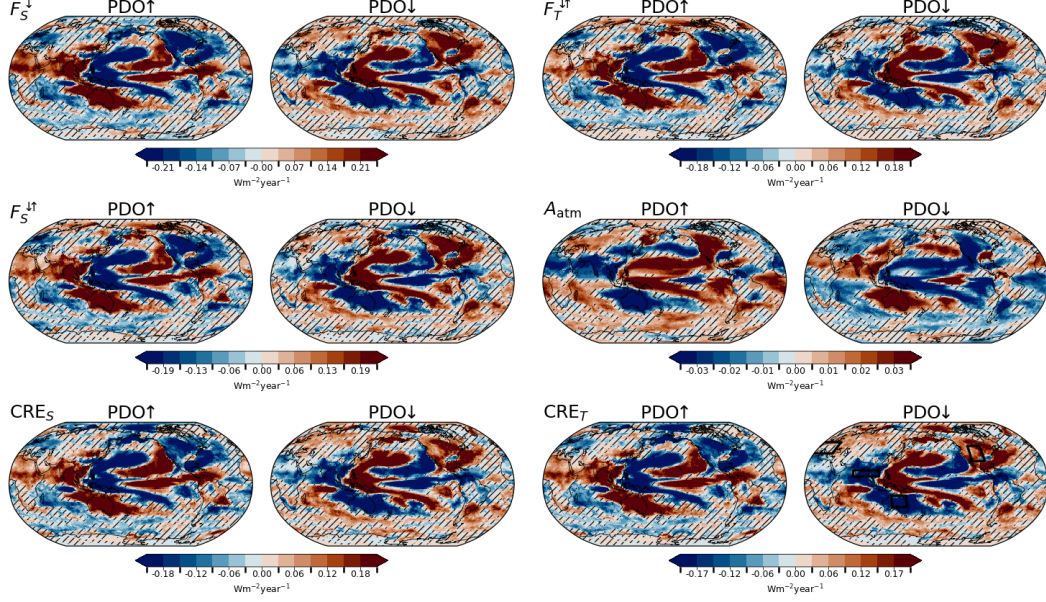 F_S^↓ PDO↑ PDO↓
-0.21 -0.14 -0.07 -0.00 0.07 0.14 0.21
Wm⁻²year⁻¹
F_T^↓↑ PDO↑ PDO↓
-0.18 -0.12 -0.06 0.00 0.06 0.12 0.18
Wm⁻²year⁻¹
F_S^↓↑ PDO↑ PDO↓
-0.19 -0.13 -0.06 0.00 0.06 0.13 0.19
Wm⁻²year⁻¹
A_atm PDO↑ PDO↓
-0.03 -0.02 -0.01 0.00 0.01 0.02 0.03
Wm⁻²year⁻¹
CRE_S PDO↑ PDO↓
-0.18 -0.12 -0.06 0.00 0.06 0.12 0.18
Wm⁻²year⁻¹
CRE_T PDO↑ PDO↓
-0.17 -0.12 -0.06 0.00 0.06 0.12 0.17
Wm⁻²year⁻¹